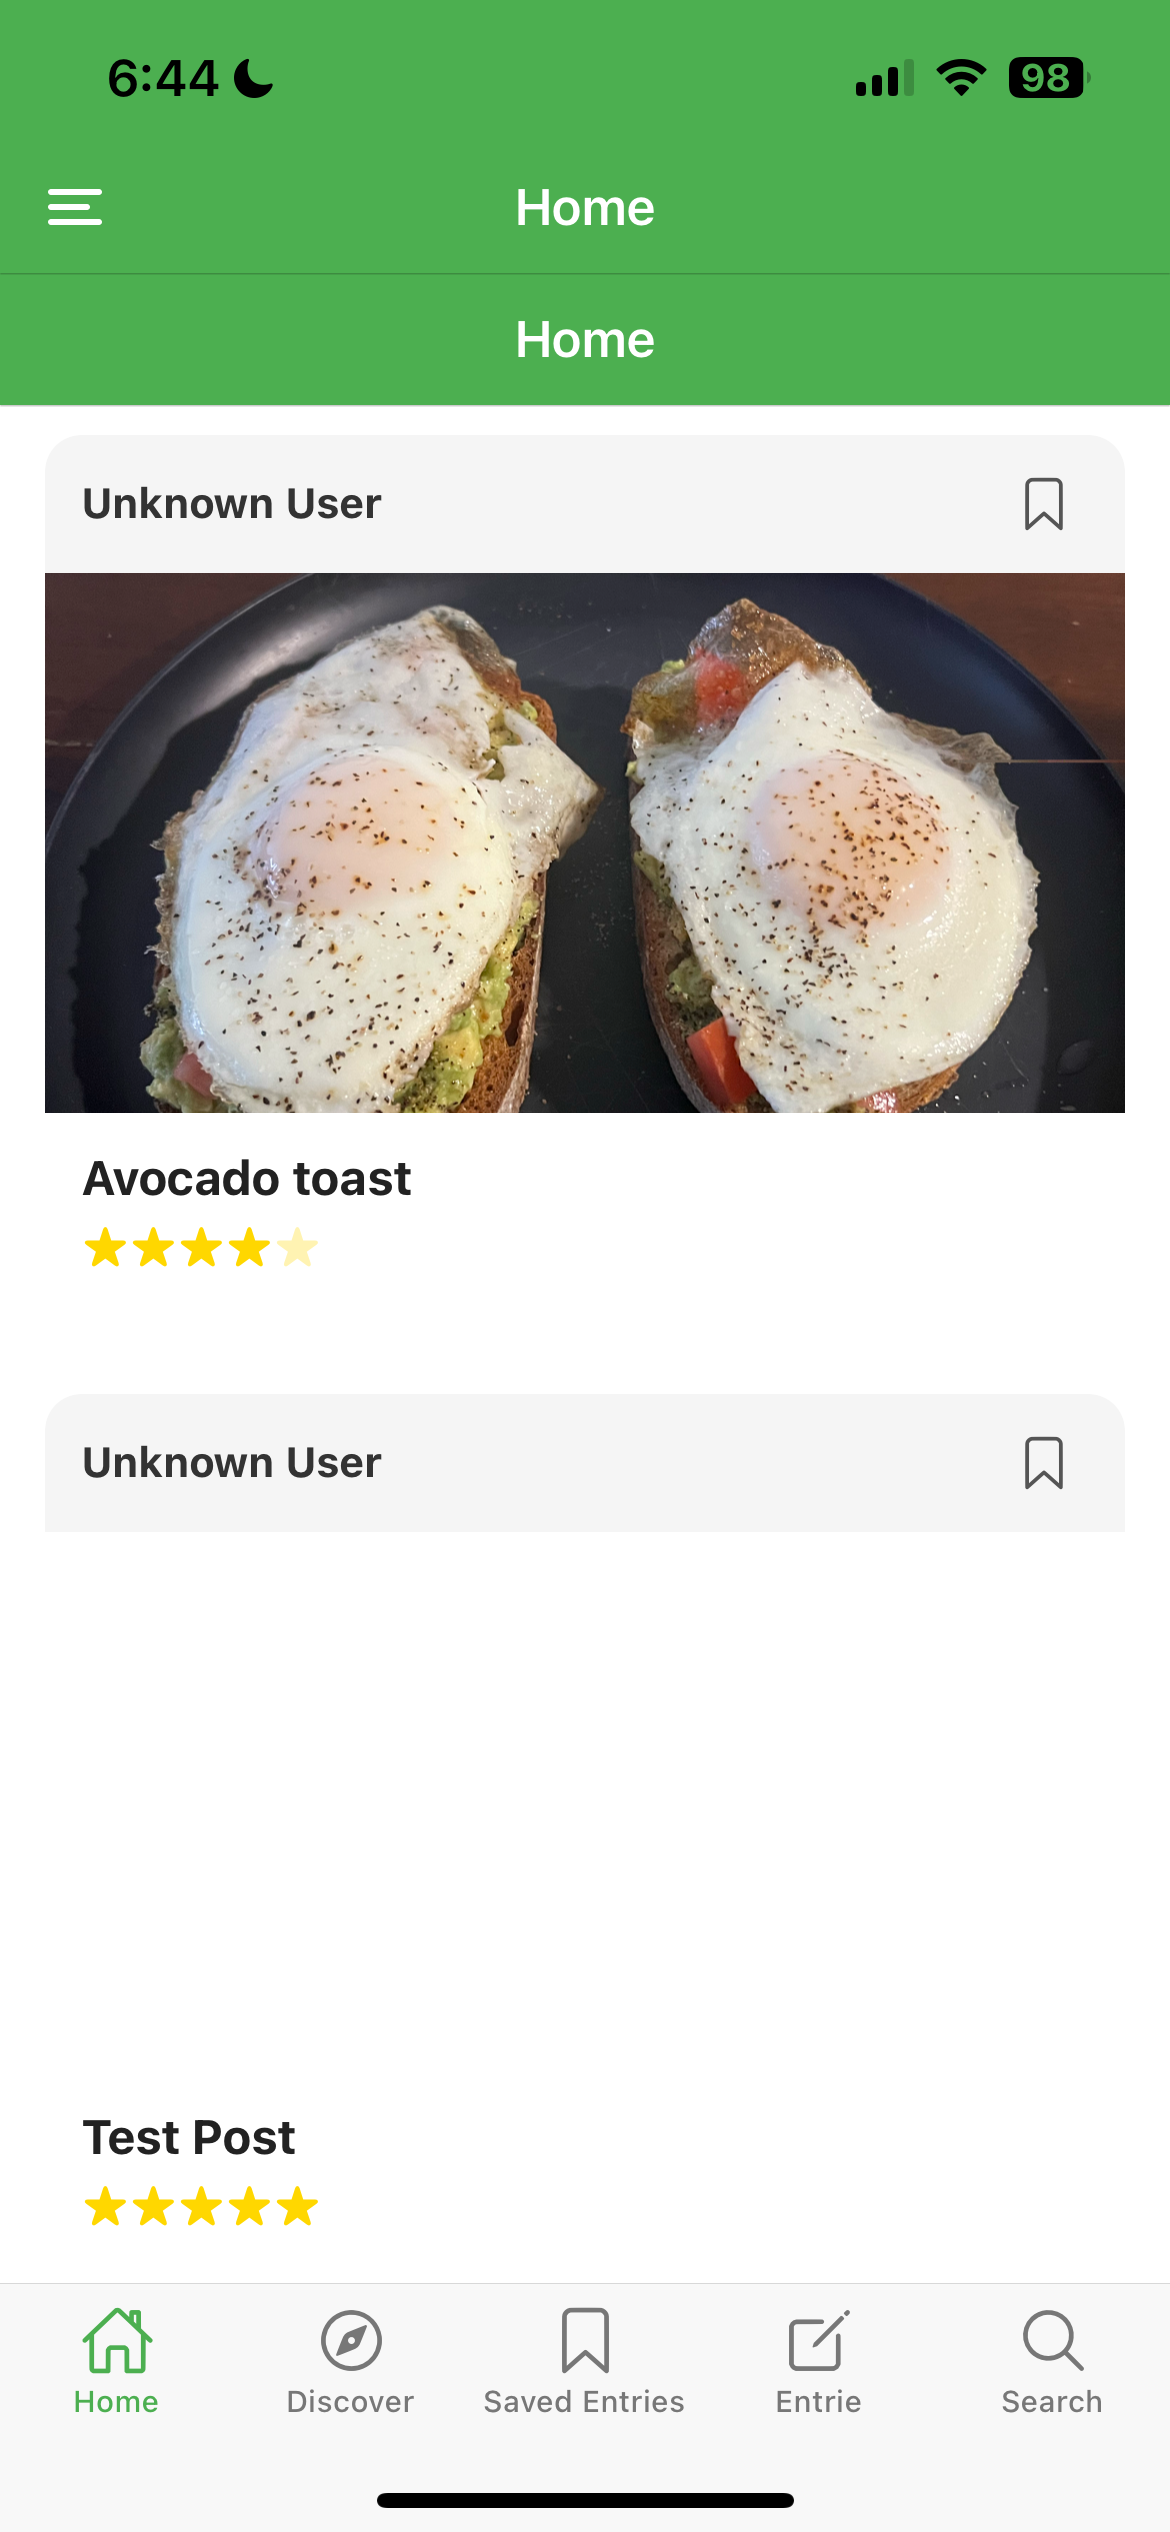 6:44
98
Home
Home
Unknown User
Avocado toast
Unknown User
Test Post
Home
Discover
Saved Entries
Entrie
Search